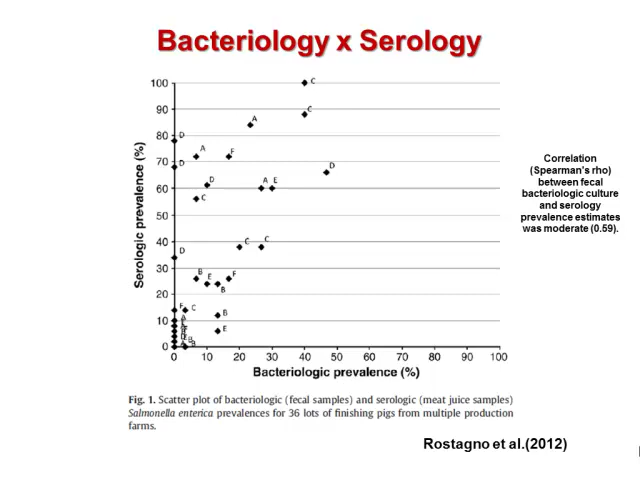 Bacteriology x Serology
100
90
80
70
60
50
40
30
20
10
0
Serologic prevalence (%)
C
C
A
D
A
F
D
D
D
A
E
C
C
C
D
B
E
B
F
F
C
B
A
E
0
0
10
20
30
40
50
60
70
80
90
100
Bacteriologic prevalence (%)
Correlation
(Spearman's rho)
between fecal
bacteriologic culture
and serology
prevalence estimates
was moderate (0.59).
Fig. 1. Scatter plot of bacteriologic (fecal samples) and serologic (meat juice samples)
Salmonella enterica prevalences for 36 lots of finishing pigs from multiple production
farms.
Rostagno et al.(2012)